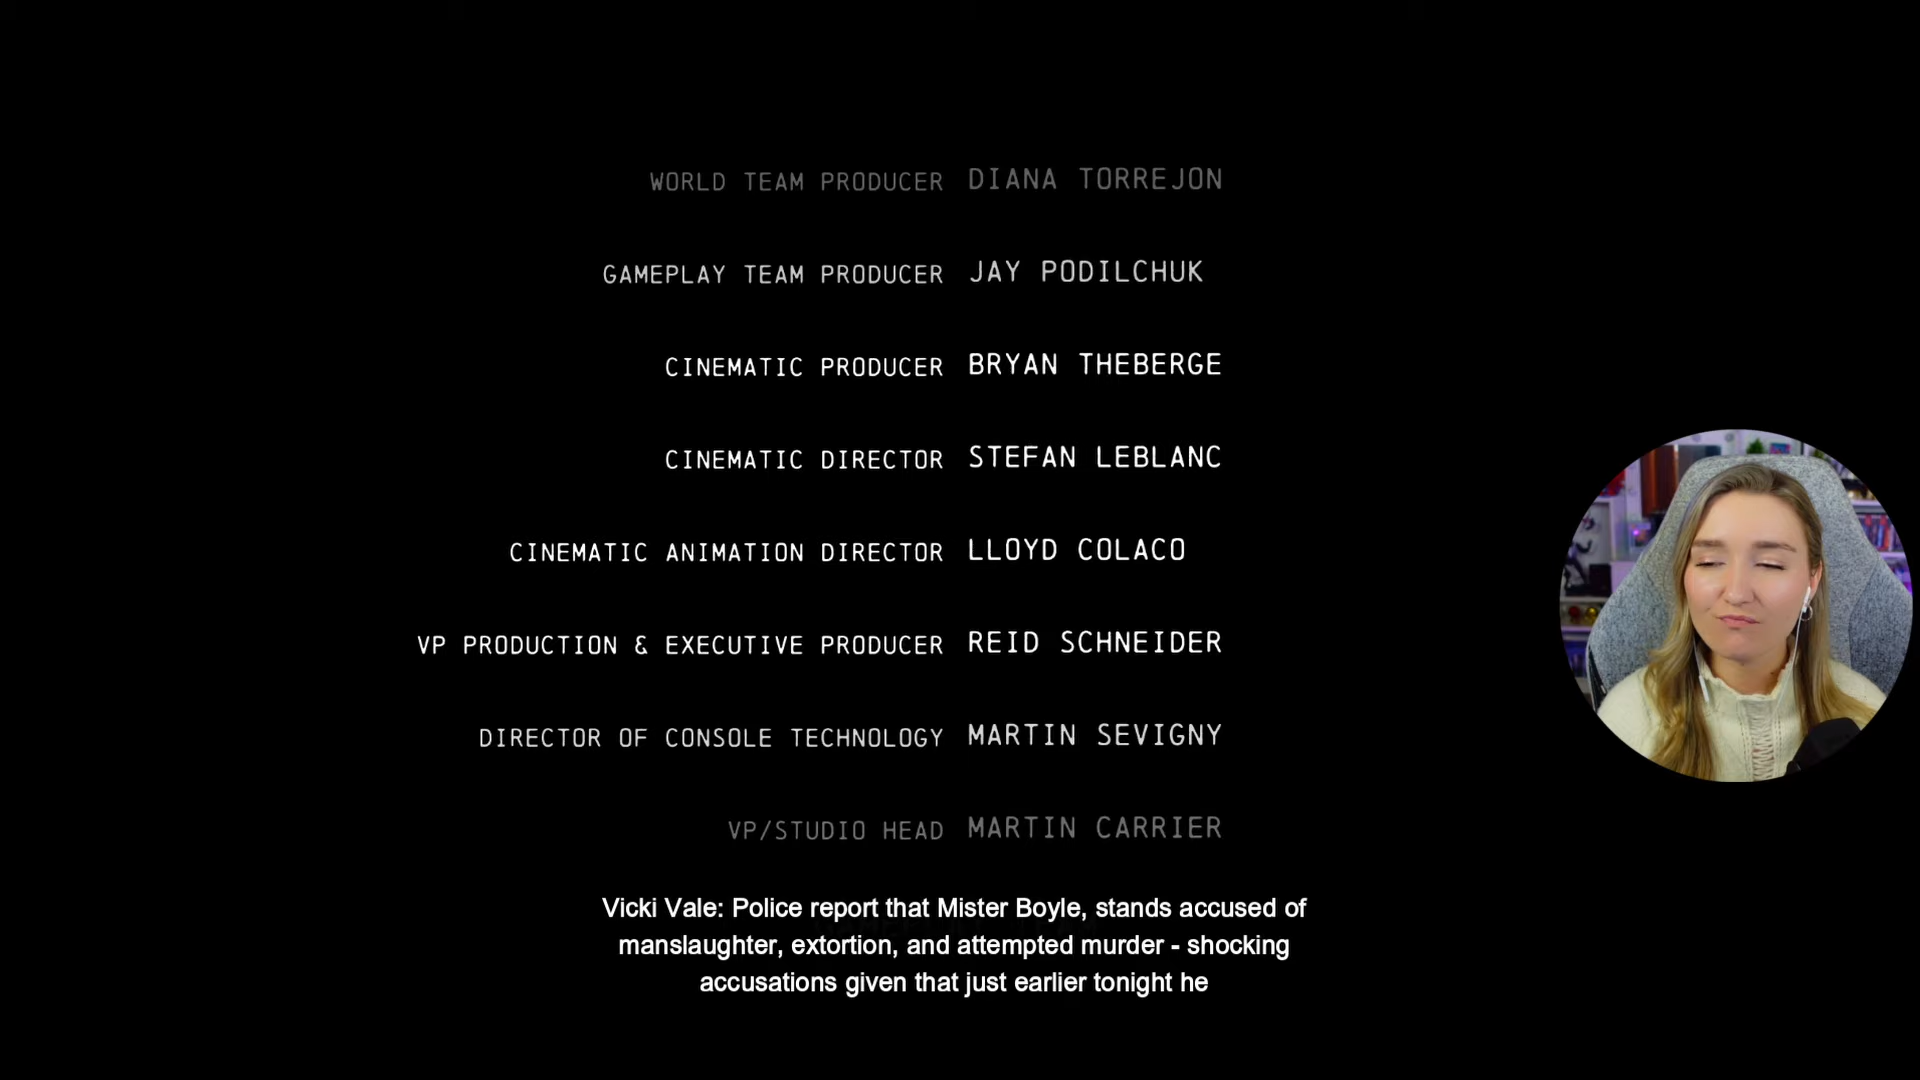 WORLD TEAM PRODUCER DIANA TORREJON
GAMEPLAY TEAM PRODUCER JAY PODILCHUK
CINEMATIC PRODUCER BRYAN THEBERGE
CINEMATIC DIRECTOR STEFAN LEBLANC
CINEMATIC ANIMATION DIRECTOR LLOYD COLACO
VP PRODUCTION & EXECUTIVE PRODUCER REID SCHNEIDER
DIRECTOR OF CONSOLE TECHNOLOGY MARTIN SEVIGNY
VP/STUDIO HEAD MARTIN CARRIER
Vicki Vale: Police report that Mister Boyle, stands accused of
manslaughter, extortion, and attempted murder - shocking
accusations given that just earlier tonight he